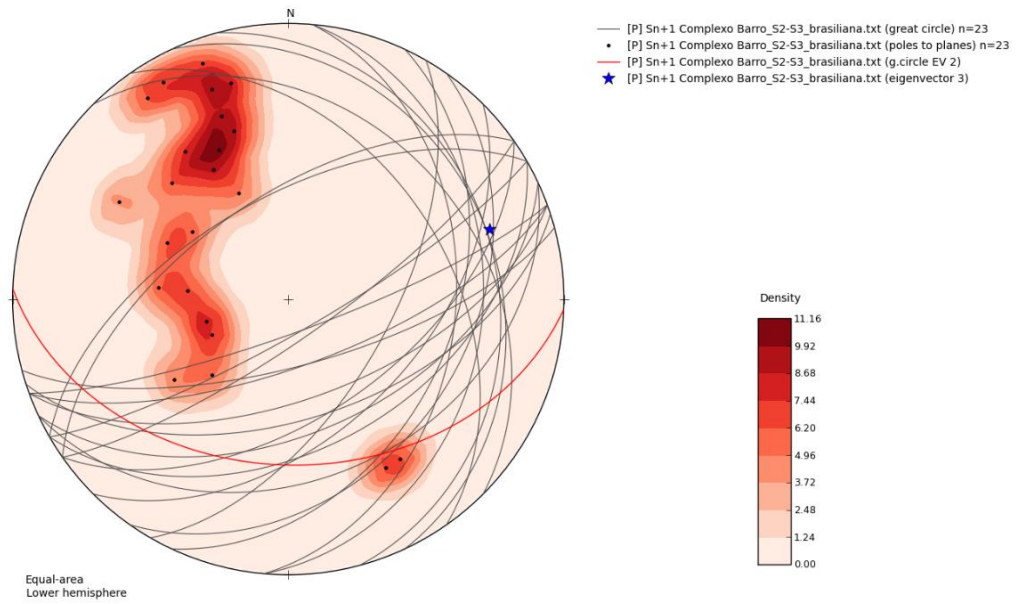 N
[P] Sn+1 Complexo Barro_S2-S3_brasiliana.txt (great circle) n=23
[P] Sn+1 Complexo Barro_S2-S3_brasiliana.txt (poles to planes) n=23
[P] Sn+1 Complexo Barro_S2-S3_brasiliana.txt (g.circle EV 2)
[P] Sn+1 Complexo Barro_S2-S3_brasiliana.txt (eigenvector 3)
Density
11.16
9.92
8.68
7.44
6.20
4.96
3.72
2.48
1.24
0.00
Equal-area
Lower hemisphere